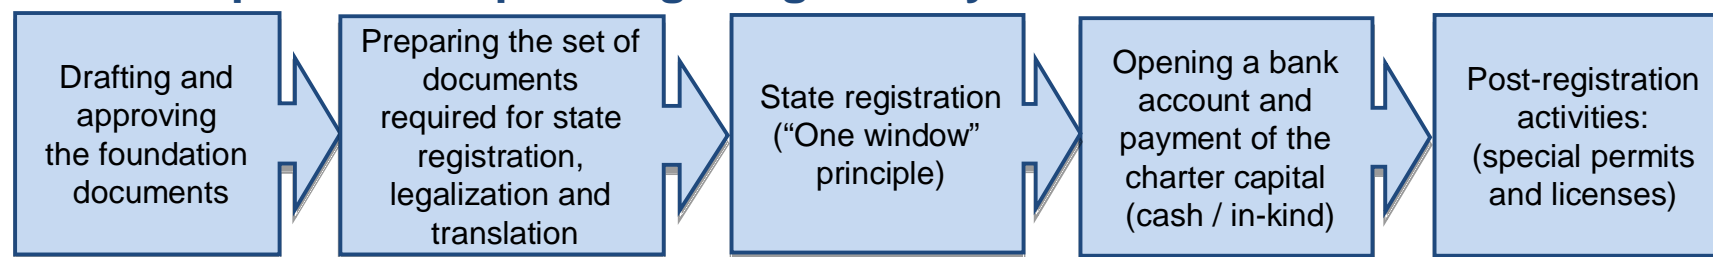 Drafting and
approving
the foundation
documents
Preparing the set of
documents
required for state
registration,
legalization and
translation
State registration
(“One window”
principle)
Opening a bank
account and
payment of the
charter capital
(cash / in-kind)
Post-registration
activities:
(special permits
and licenses)